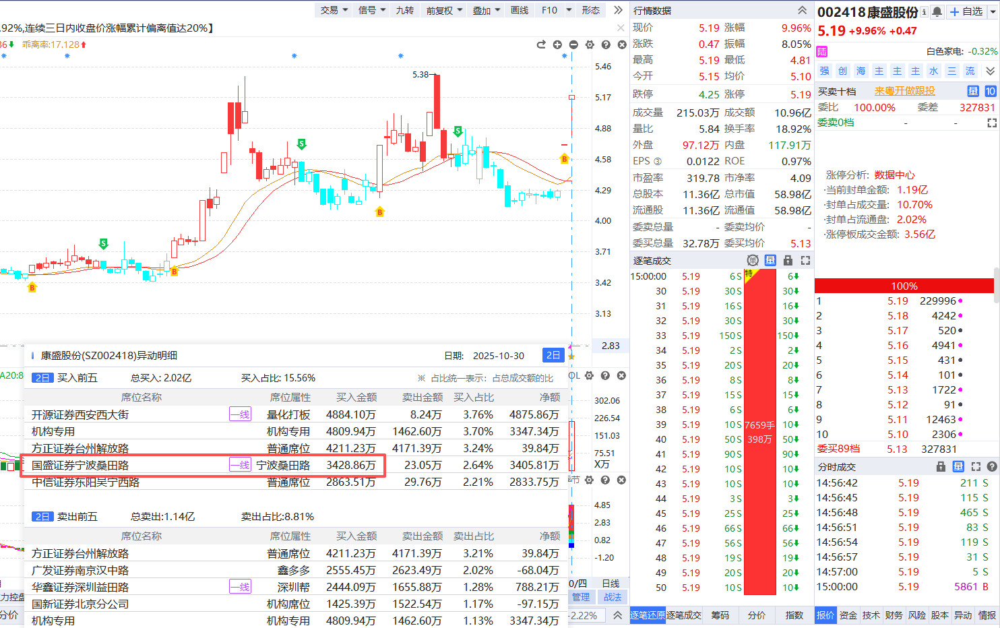 交易 信号 九转 前复权 叠加 画线 F10 形态
.92%,连续三日内收盘价涨幅累计偏离值达20%】
36 乖离率:17.128
5.46
5.38
5.17
4.88
4.58
4.29
4.00
3.71
3.42
3.13
2.83
S
S
S
B
B
B
B
康盛股份(SZ002418)异动明细 日期: 2025-10-30 2日
A20:8
2日 买入前五 总买入: 2.02亿 买入占比: 15.56% ※ 占比统一表示：占总成交额的比
席位名称 席位属性 买入金额 卖出金额 买入占比 净额
开源证券西安西大街 一线 量化打板 4884.10万 8.24万 3.76% 4875.86万
机构专用 机构专用 4809.94万 1462.60万 3.70% 3347.34万
方正证券台州解放路 普通席位 4211.23万 4171.39万 3.24% 39.84万
国盛证券宁波桑田路 一线 宁波桑田路 3428.86万 23.05万 2.64% 3405.81万
中信证券东阳吴宁西路 普通席位 2863.51万 29.76万 2.21% 2833.75万
2日 卖出前五 总卖出:1.14亿 卖出占比:8.81%
席位名称 席位属性 买入金额 卖出金额 卖出占比 净额
方正证券台州解放路 普通席位 4211.23万 4171.39万 3.21% 39.84万
广发证券南京汉中路 鑫多多 2555.45万 2623.49万 2.02% -68.04万
华鑫证券深圳益田路 一线 深圳帮 2444.09万 1655.88万 1.28% 788.21万
国新证券北京分公司 机构席位 1425.39万 1522.54万 1.17% -97.15万
机构专用 机构专用 4809.94万 1462.60万 1.13% 3347.34万
OL
302.06
226.54
151.03
75.51
X万
4.85
2.83
0.82
-1.20
0/四 日线
力控盘
管理 战法
分价
-2.22%
行情数据
现价 5.19 涨幅 9.96%
涨跌 0.47 振幅 8.05%
最高 5.19 最低 4.81
今开 5.15 均价 5.10
跌停 4.25 涨停 5.19
成交量 215.03万 成交额 10.96亿
量比 5.84 换手率 18.92%
外盘 97.12万 内盘 117.91万
EPS ③ 0.0122 ROE 0.97%
市盈率 319.78 市净率 4.09
总股本 11.36亿 总市值 58.98亿
流通股 11.36亿 流通值 58.98亿
委卖总量 - 委卖均价 -
委买总量 32.78万 委买均价 5.13
逐笔成交 单 量
15:00:00 5.19 6 S 特 6
30 5.19 30 S 30
31 5.19 16 S 16
32 5.19 30 S 30
33 5.19 150 S 150
34 5.19 2 S 2
35 5.19 20 S 20
36 5.19 8 S 8
37 5.19 15 S 15
38 5.19 6 S 6
39 5.19 10 S 7659手 10
40 5.19 50 S 398万 50
41 5.19 90 S 90
42 5.19 10 S 10
43 5.19 10 S 10
44 5.19 3 S 3
45 5.19 25 S 25
46 5.19 66 S 66
47 5.19 56 S 56
48 5.19 19 S 19
49 5.19 20 S 20
50 5.19 10 S 10
逐笔还原 逐笔成交 筹码 分价 指数
002418 康盛股份 i 自选
5.19 +9.96% +0.47
陆 白色家电: -0.32%
强 创 海 主 主 主 水 三 流
买卖十档 来粤开做跟投 量 10
委比 100.00% 委差 327831
委卖0档 - -
涨停分析: 数据中心
·当前封单金额: 1.19亿
·封单占成交量: 10.70%
·封单占流通盘: 2.02%
·涨停板成交金额: 3.56亿
100%
1 5.19 229996
2 5.18 4242
3 5.17 520
4 5.16 4941
5 5.15 431
6 5.14 101
7 5.13 1722
8 5.12 91
9 5.11 12463
10 5.10 2306
委买89档 5.13 327831
分时成交 量
14:56:42 5.19 211 S
14:56:45 5.19 115 S
14:56:48 5.19 465 S
14:56:51 5.19 83 S
14:56:54 5.19 119 S
14:56:57 5.19 31 S
14:57:00 5.19 5 S
15:00:00 5.19 5861 B
报价 资金 技术 财务 风险 股本 异动 情报